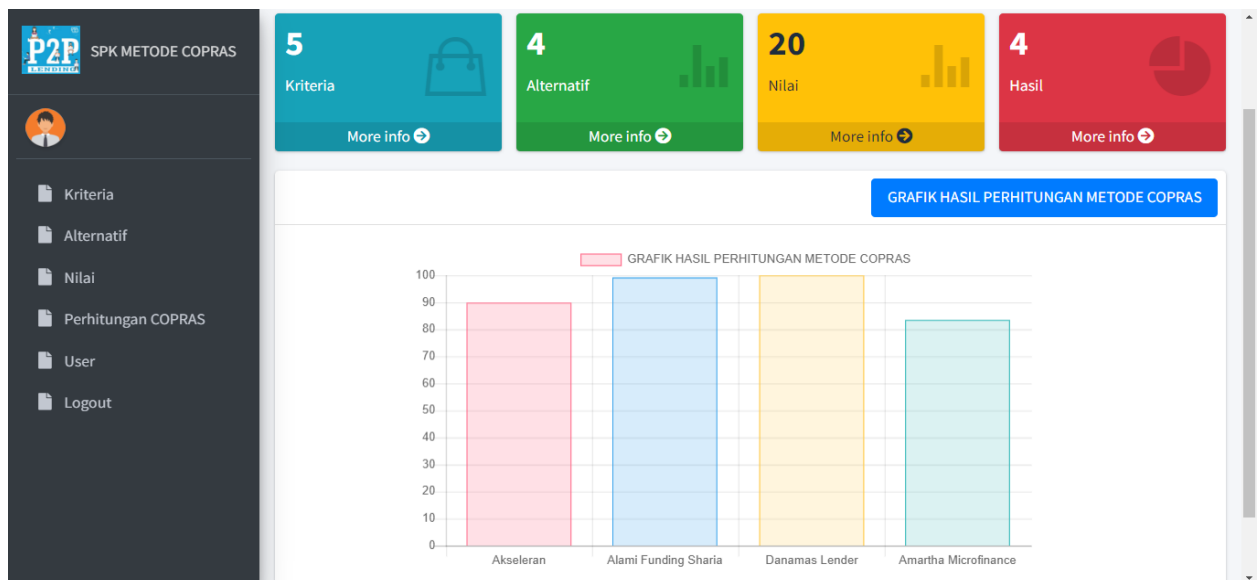 P2P
LENDING
SPK METODE COPRAS
Kriteria
Alternatif
Nilai
Perhitungan COPRAS
User
Logout
5
Kriteria
More info
4
Alternatif
More info
20
Nilai
More info
4
Hasil
More info
GRAFIK HASIL PERHITUNGAN METODE COPRAS
GRAFIK HASIL PERHITUNGAN METODE COPRAS
100
90
80
70
60
50
40
30
20
10
0
Akseleran
Alami Funding Sharia
Danamas Lender
Amartha Microfinance